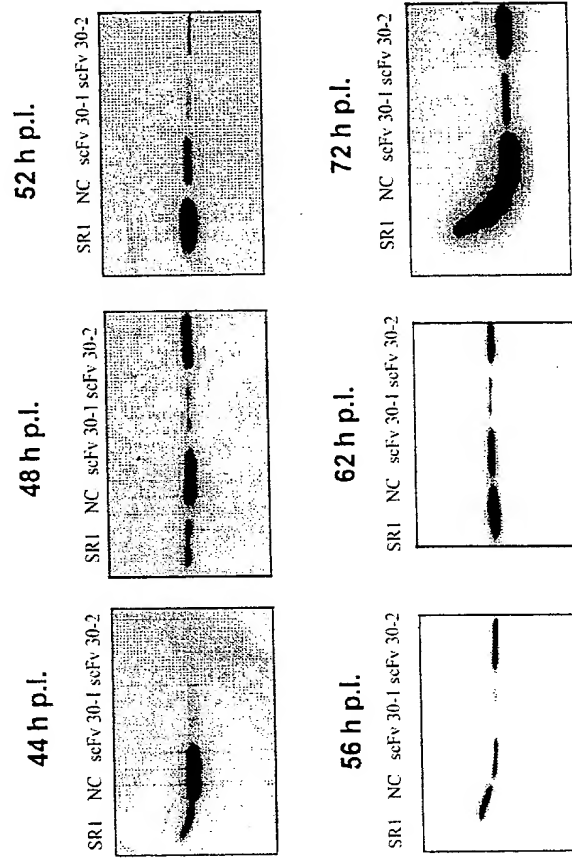 44 h p.I.
SR1 NC scFv 30-1 scFv 30-2
48 h p.I.
SR1 NC scFv 30-1 scFv 30-2
52 h p.I.
SR1 NC scFv 30-1 scFv 30-2
56 h p.I.
SR1 NC scFv 30-1 scFv 30-2
62 h p.I.
SR1 NC scFv 30-1 scFv 30-2
72 h p.I.
SR1 NC scFv 30-1 scFv 30-2